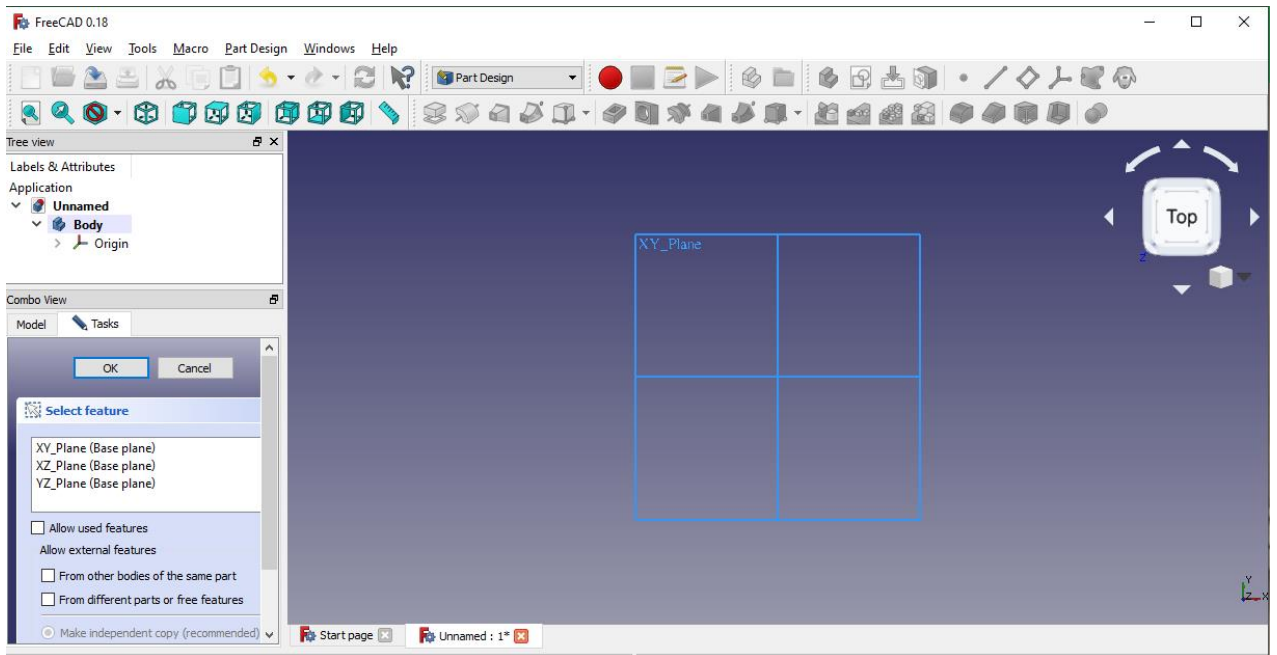 FreeCAD 0.18
File Edit View Tools Macro Part Design Windows Help
Part Design
Tree view
Labels & Attributes
Application
Unnamed
Body
Origin
Combo View
Model Tasks
OK Cancel
Select feature
XY_Plane (Base plane)
XZ_Plane (Base plane)
YZ_Plane (Base plane)
Allow used features
Allow external features
From other bodies of the same part
From different parts or free features
Make independent copy (recommended)
XY_Plane
Top
Z
Y
Z X
Start page Unnamed : 1*